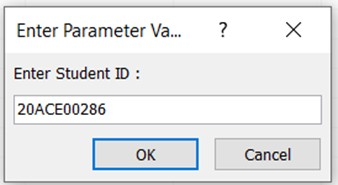 Enter Parameter Va... ?
Enter Student ID :
20ACE00286
OK Cancel